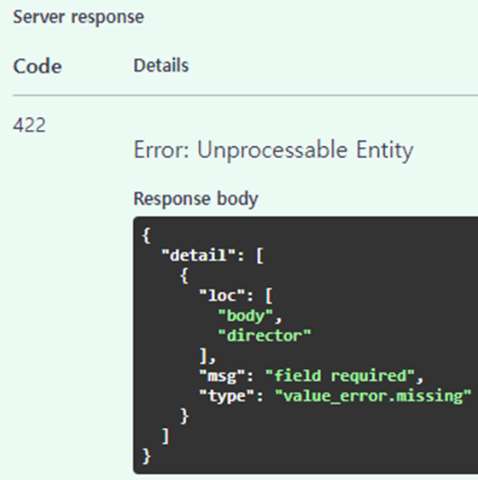 Server response
Code Details
422
Error: Unprocessable Entity
Response body
{
"detail": [
{
"loc": [
"body",
"director"
],
"msg": "field required",
"type": "value_error.missing"
}
]
}